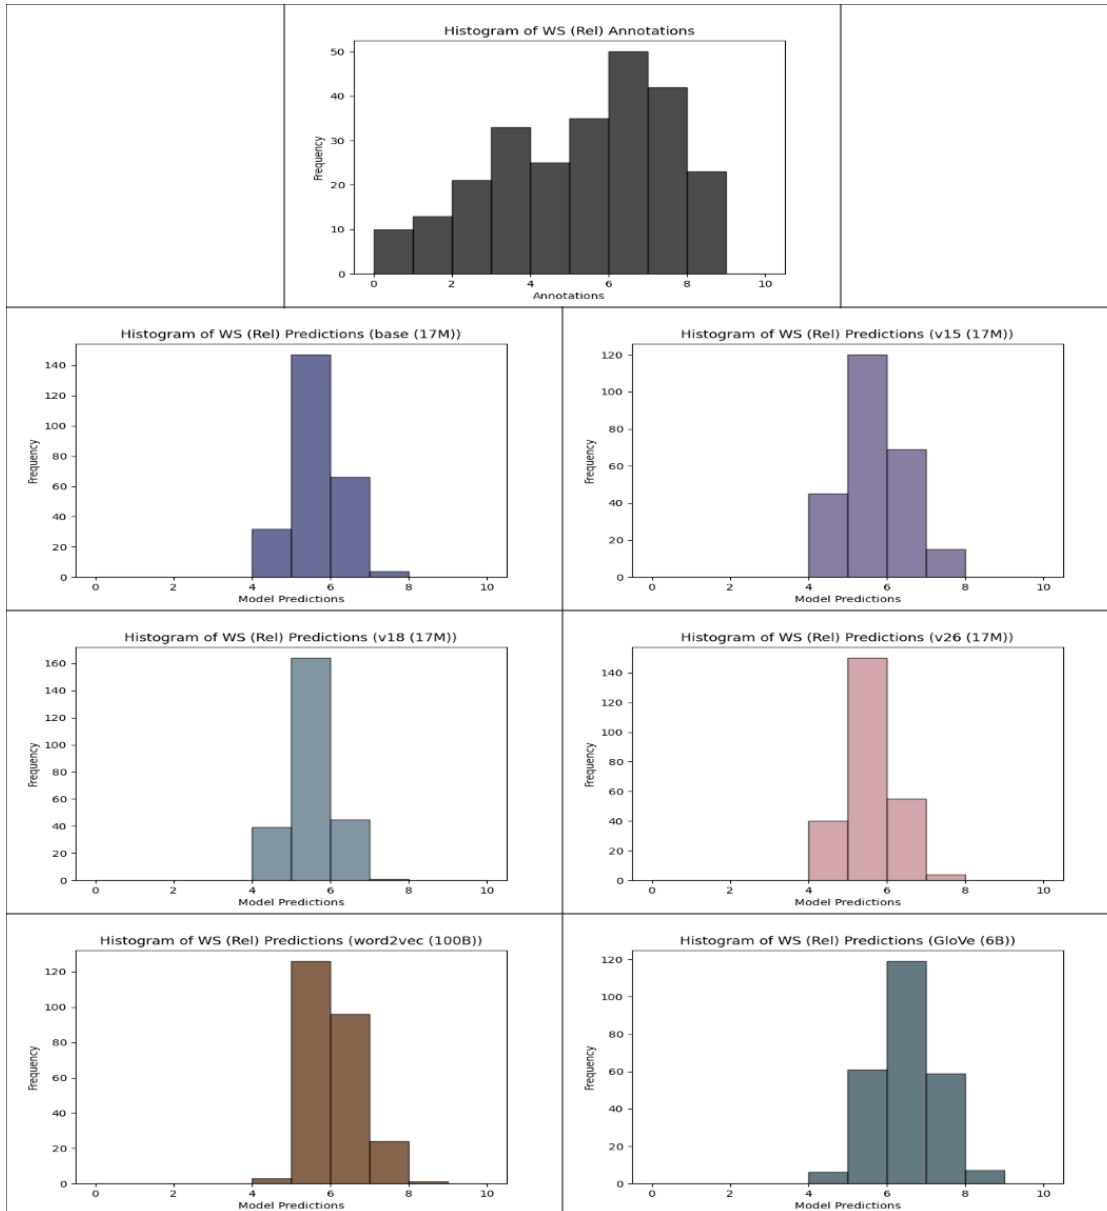 Histogram of WS (Rel) Annotations
50
40
30
20
10
0
Frequency
0 2 4 6 8 10
Annotations
Histogram of WS (Rel) Predictions (base (17M))
140
120
100
80
60
40
20
0
Frequency
0 2 4 6 8 10
Model Predictions
Histogram of WS (Rel) Predictions (v15 (17M))
120
100
80
60
40
20
0
Frequency
0 2 4 6 8 10
Model Predictions
Histogram of WS (Rel) Predictions (v18 (17M))
160
140
120
100
80
60
40
20
0
Frequency
0 2 4 6 8 10
Model Predictions
Histogram of WS (Rel) Predictions (v26 (17M))
140
120
100
80
60
40
20
0
Frequency
0 2 4 6 8 10
Model Predictions
Histogram of WS (Rel) Predictions (word2vec (100B))
120
100
80
60
40
20
0
Frequency
0 2 4 6 8 10
Model Predictions
Histogram of WS (Rel) Predictions (GloVe (6B))
120
100
80
60
40
20
0
Frequency
0 2 4 6 8 10
Model Predictions